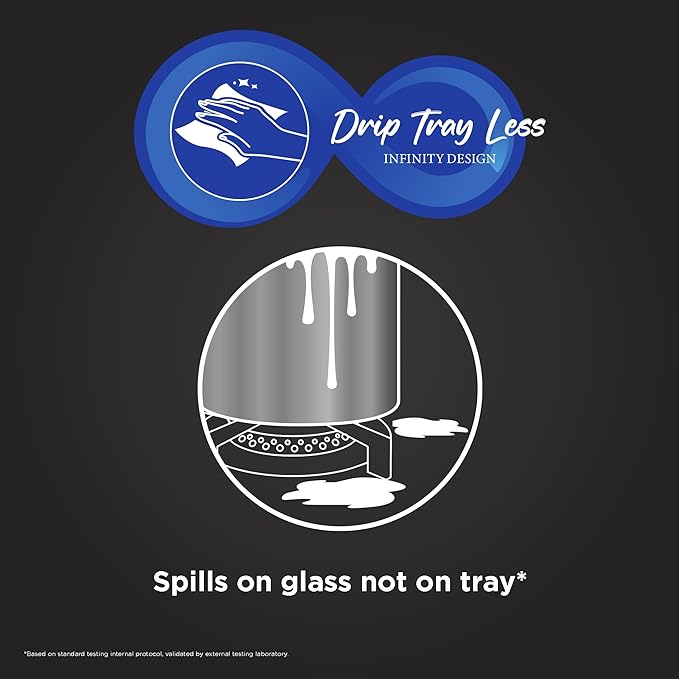 Drip Tray Less
INFINITY DESIGN
Spills on glass not on tray*
*Based on standard testing internal protocol, validated by external testing laboratory.